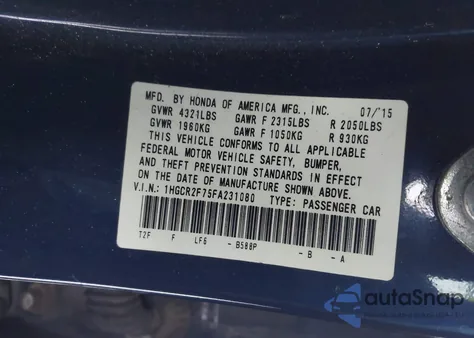 MFD. BY HONDA OF AMERICA MFG., INC. 07/'15
GVWR 4321LBS GAWR F 2315LBS R 2050LBS
GVWR 1960KG GAWR F 1050KG R 930KG
THIS VEHICLE CONFORMS TO ALL APPLICABLE
FEDERAL MOTOR VEHICLE SAFETY, BUMPER,
AND THEFT PREVENTION STANDARDS IN EFFECT
ON THE DATE OF MANUFACTURE SHOWN ABOVE.
V.I.N.: 1HGCR2F75FA231080 TYPE: PASSENGER CAR
T2F F LF6 -B588P -B -A
autaSnap